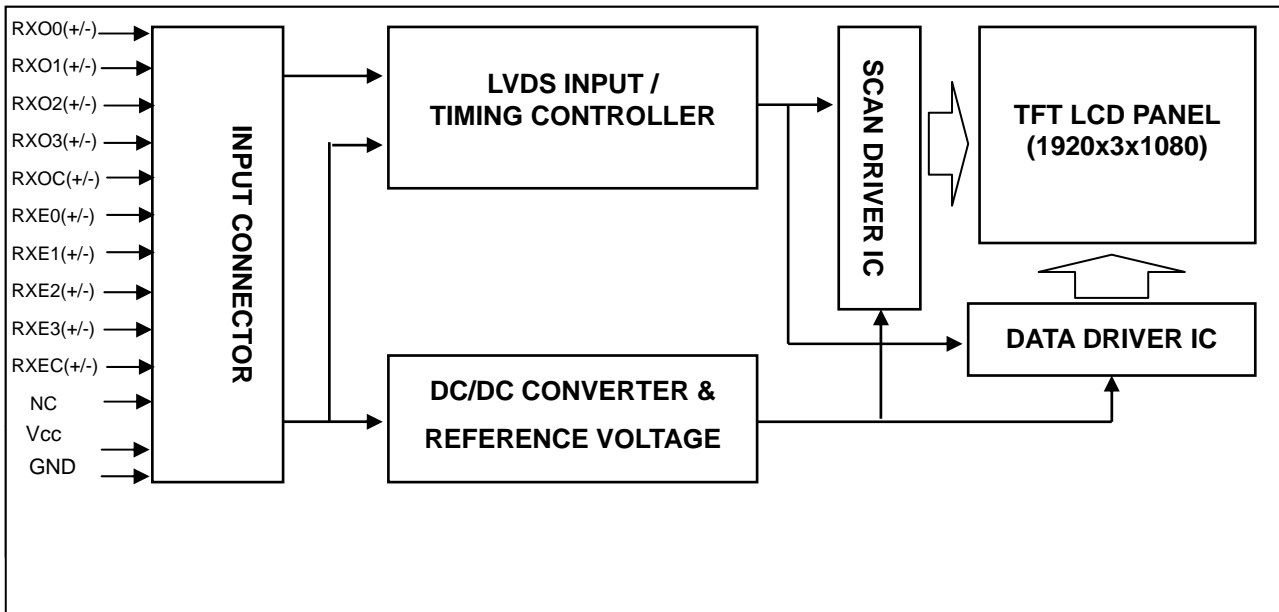 RXO0(+/-)
RXO1(+/-)
RXO2(+/-)
RXO3(+/-)
RXOC(+/-)
RXE0(+/-)
RXE1(+/-)
RXE2(+/-)
RXE3(+/-)
RXEC(+/-)
NC
Vcc
GND
INPUT CONNECTOR
LVDS INPUT /
TIMING CONTROLLER
DC/DC CONVERTER &
REFERENCE VOLTAGE
SCAN DRIVER IC
TFT LCD PANEL
(1920x3x1080)
DATA DRIVER IC